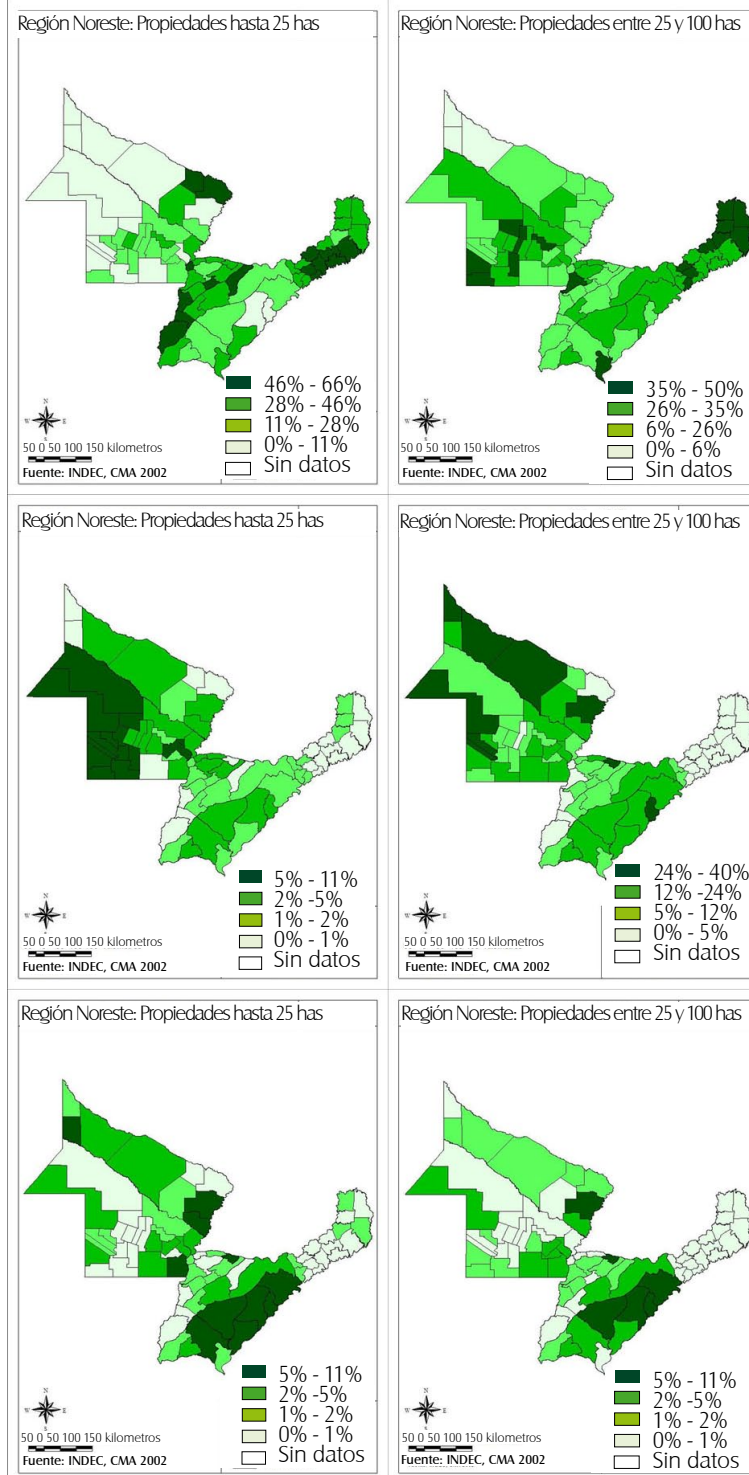 Región Noreste: Propiedades hasta 25 has
46% - 66%
28% - 46%
11% - 28%
0% - 11%
Sin datos
N
W E
S
50 0 50 100 150 kilometros
Fuente: INDEC, CMA 2002
Región Noreste: Propiedades entre 25 y 100 has
35% - 50%
26% - 35%
6% - 26%
0% - 6%
Sin datos
N
W E
S
50 0 50 100 150 kilometros
Fuente: INDEC, CMA 2002
Región Noreste: Propiedades hasta 25 has
5% - 11%
2% -5%
1% - 2%
0% - 1%
Sin datos
N
W E
S
50 0 50 100 150 kilometros
Fuente: INDEC, CMA 2002
Región Noreste: Propiedades entre 25 y 100 has
24% - 40%
12% -24%
5% - 12%
0% - 5%
Sin datos
N
W E
S
50 0 50 100 150 kilometros
Fuente: INDEC, CMA 2002
Región Noreste: Propiedades hasta 25 has
5% - 11%
2% -5%
1% - 2%
0% - 1%
Sin datos
N
W E
S
50 0 50 100 150 kilometros
Fuente: INDEC, CMA 2002
Región Noreste: Propiedades entre 25 y 100 has
5% - 11%
2% -5%
1% - 2%
0% - 1%
Sin datos
N
W E
S
50 0 50 100 150 kilometros
Fuente: INDEC, CMA 2002